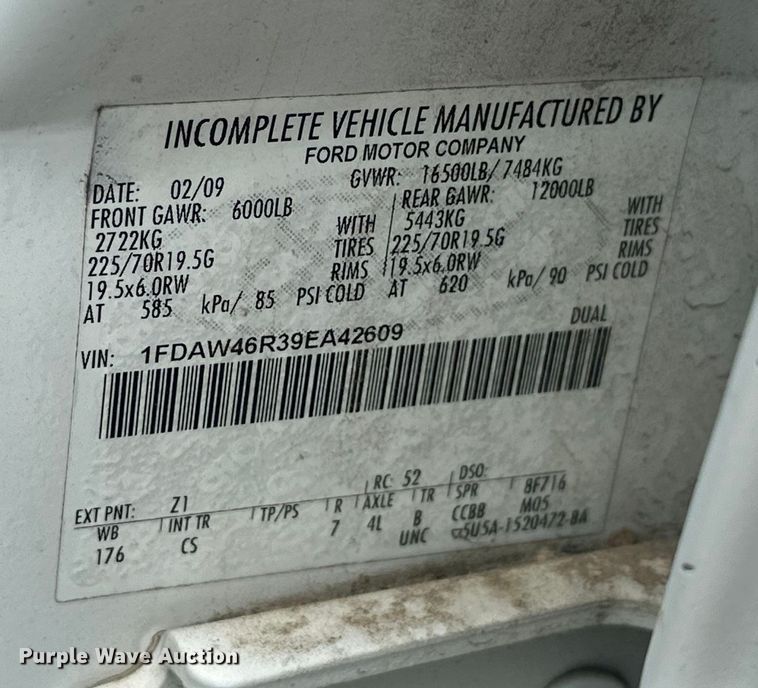 INCOMPLETE VEHICLE MANUFACTURED BY
FORD MOTOR COMPANY
DATE: 02/09 GVWR: 16500LB/ 7484KG
FRONT GAWR: 6000LB REAR GAWR: 12000LB
2722KG WITH 5443KG WITH
225/70R19.5G TIRES 225/70R19.5G TIRES
19.5x6.0RW RIMS 19.5x6.0RW RIMS
AT 585 kPa/ 85 PSI COLD AT 620 kPa/ 90 PSI COLD
VIN: 1FDAW46R39EA42609 DUAL
EXT PNT: Z1 RC: 52 DSO:
WB INT TR TP/PS R AXLE TR SPR 8F716
176 CS 7 4L B CCBB M05
UNC 5U5A-1520472-BA
Purple Wave Auction